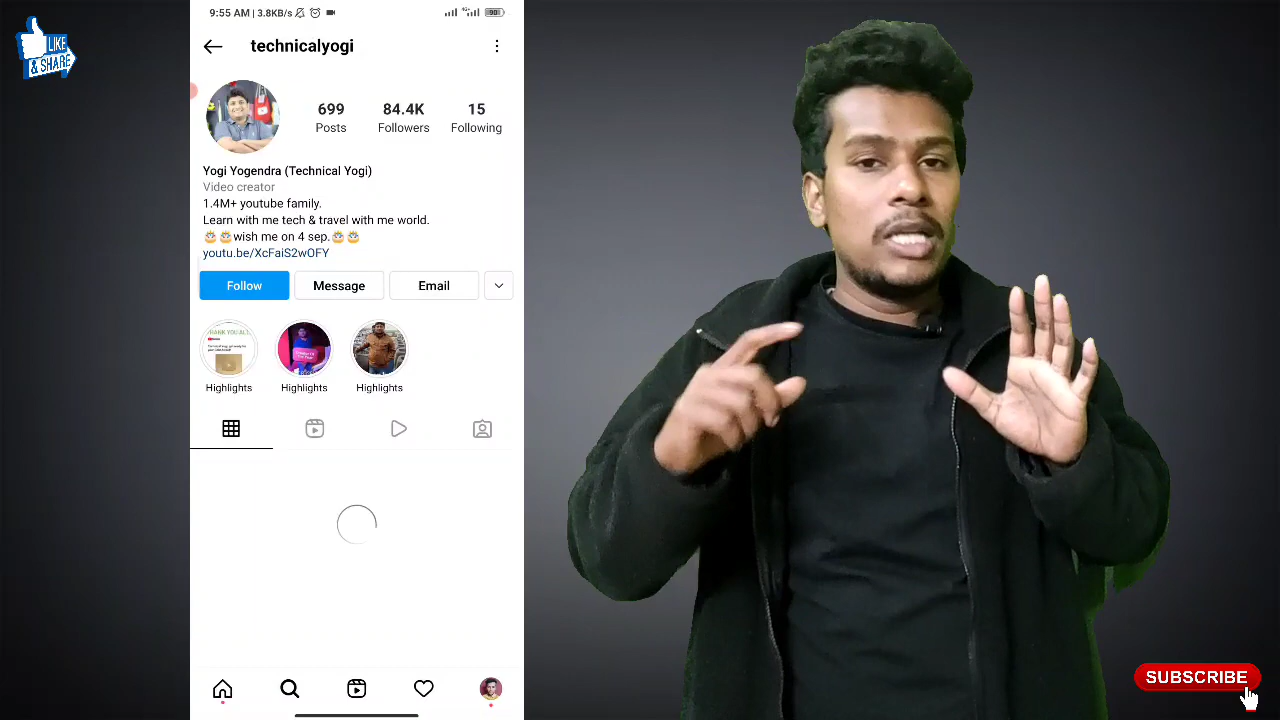 LIKE
& SHARE
9:55 AM | 3.8KB/s
4G+
90
technicalyogi
699
84.4K
15
Posts
Followers
Following
Yogi Yogendra (Technical Yogi)
Video creator
1.4M+ youtube family.
Learn with me tech & travel with me world.
🎂🎂wish me on 4 sep.🎂🎂
youtu.be/XcFaiS2wOFY
Follow
Message
Email
Highlights
Highlights
Highlights
SUBSCRIBE